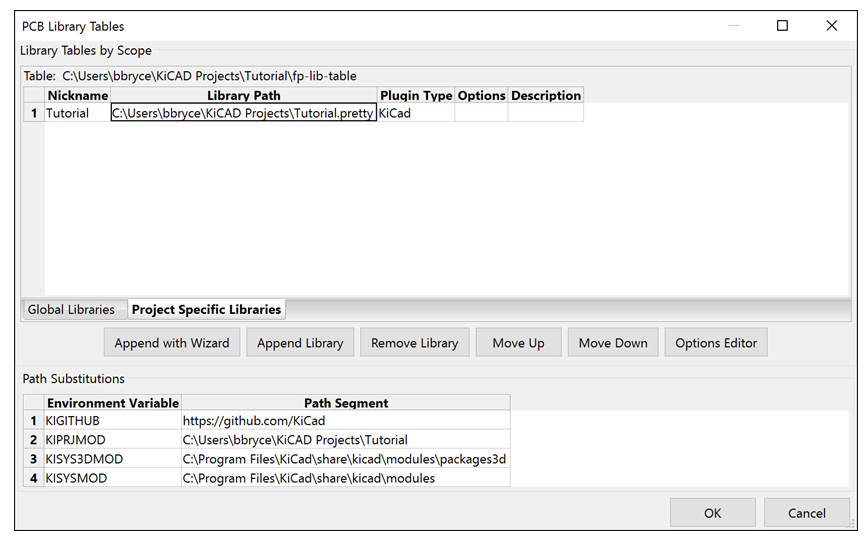 PCB Library Tables
Library Tables by Scope
Table: C:\Users\bbryce\KiCAD Projects\Tutorial\fp-lib-table
Nickname Library Path Plugin Type Options Description
1 Tutorial C:\Users\bbryce\KiCAD Projects\Tutorial.pretty KiCad
Global Libraries Project Specific Libraries
Append with Wizard Append Library Remove Library Move Up Move Down Options Editor
Path Substitutions
Environment Variable Path Segment
1 KIGITHUB https://github.com/KiCad
2 KIPRJMOD C:\Users\bbryce\KiCAD Projects\Tutorial
3 KISYS3DMOD C:\Program Files\KiCad\share\kicad\modules\packages3d
4 KISYSMOD C:\Program Files\KiCad\share\kicad\modules
OK Cancel